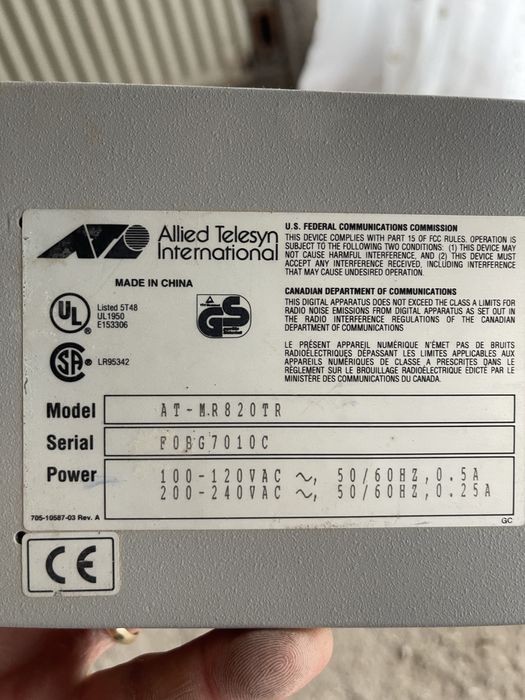 Allied Telesyn
International
U.S. FEDERAL COMMUNICATIONS COMMISSION
THIS DEVICE COMPLIES WITH PART 15 OF FCC RULES. OPERATION IS
SUBJECT TO THE FOLLOWING TWO CONDITIONS: (1) THIS DEVICE MAY
NOT CAUSE HARMFUL INTERFERENCE, AND (2) THIS DEVICE MUST
ACCEPT ANY INTERFERENCE RECEIVED, INCLUDING INTERFERENCE
THAT MAY CAUSE UNDESIRED OPERATION.
MADE IN CHINA
UL
Listed 5T48
UL1950
E153306
GS
SA
LR95342
CANADIAN DEPARTMENT OF COMMUNICATIONS
THIS DIGITAL APPARATUS DOES NOT EXCEED THE CLASS A LIMITS FOR
RADIO NOISE EMISSIONS FROM DIGITAL APPARATUS AS SET OUT IN
THE RADIO INTERFERENCE REGULATIONS OF THE CANADIAN
DEPARTMENT OF COMMUNICATIONS
LE PRÉSENT APPAREIL NUMÉRIQUE N'ÉMET PAS DE BRUITS
RADIOÉLECTRIQUES DÉPASSANT LES LIMITES APPLICABLES AUX
APPAREILS NUMÉRIQUES DE CLASSE A PRESCRITES DANS LE
RÈGLEMENT SUR LE BROUILLAGE RADIOÉLECTRIQUE ÉDICTÉ PAR LE
MINISTÈRE DES COMMUNICATIONS DU CANADA.
Model AT-MR820TR
Serial F0BG7010C
Power 100-120VAC ~, 50/60HZ, 0.5A
200-240VAC ~, 50/60HZ, 0.25A
705-10587-03 Rev. A
GC
CE